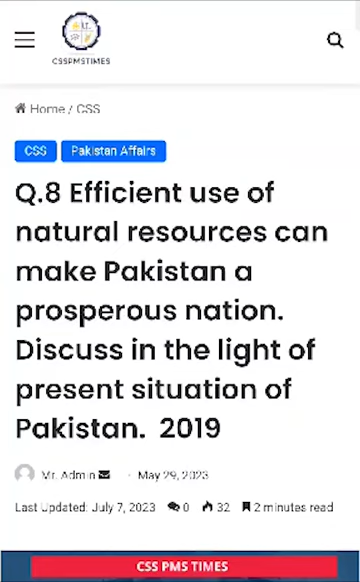 CSSPMSTIMES
Home / CSS
CSS
Pakistan Affairs
Q.8 Efficient use of
natural resources can
make Pakistan a
prosperous nation.
Discuss in the light of
present situation of
Pakistan. 2019
Mr. Admin · May 29, 2023
Last Updated: July 7, 2023 0 32 2 minutes read
CSS PMS TIMES